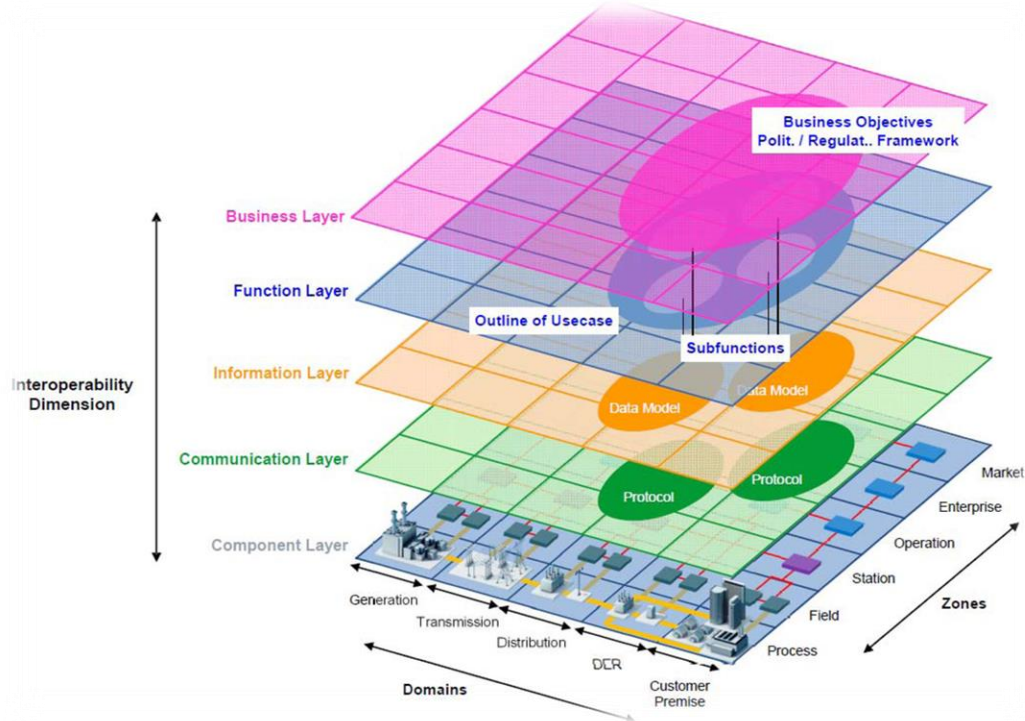 Business Objectives
Polit. / Regulat.. Framework
Business Layer
Function Layer
Outline of Usecase
Subfunctions
Information Layer
Interoperability
Dimension
Data Model
Data Model
Communication Layer
Protocol
Protocol
Component Layer
Market
Enterprise
Operation
Station
Field
Process
Zones
Generation
Transmission
Distribution
DER
Customer
Premise
Domains